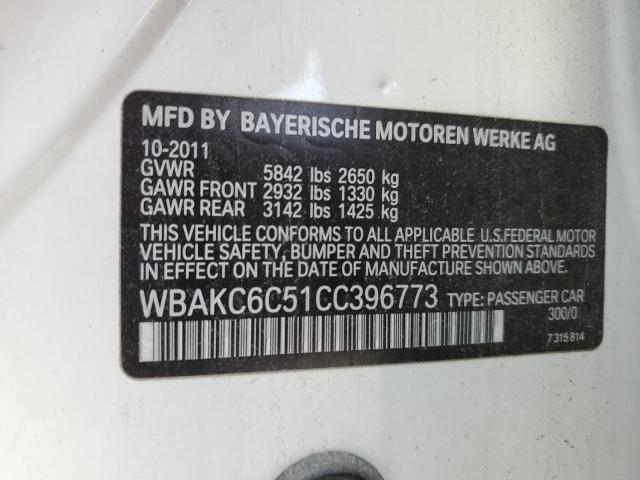 MFD BY BAYERISCHE MOTOREN WERKE AG
10-2011
GVWR 5842 lbs 2650 kg
GAWR FRONT 2932 lbs 1330 kg
GAWR REAR 3142 lbs 1425 kg
THIS VEHICLE CONFORMS TO ALL APPLICABLE U.S.FEDERAL MOTOR
VEHICLE SAFETY, BUMPER AND THEFT PREVENTION STANDARDS
IN EFFECT ON THE DATE OF MANUFACTURE SHOWN ABOVE.
WBAKC6C51CC396773 TYPE: PASSENGER CAR
300/0
7 315 814